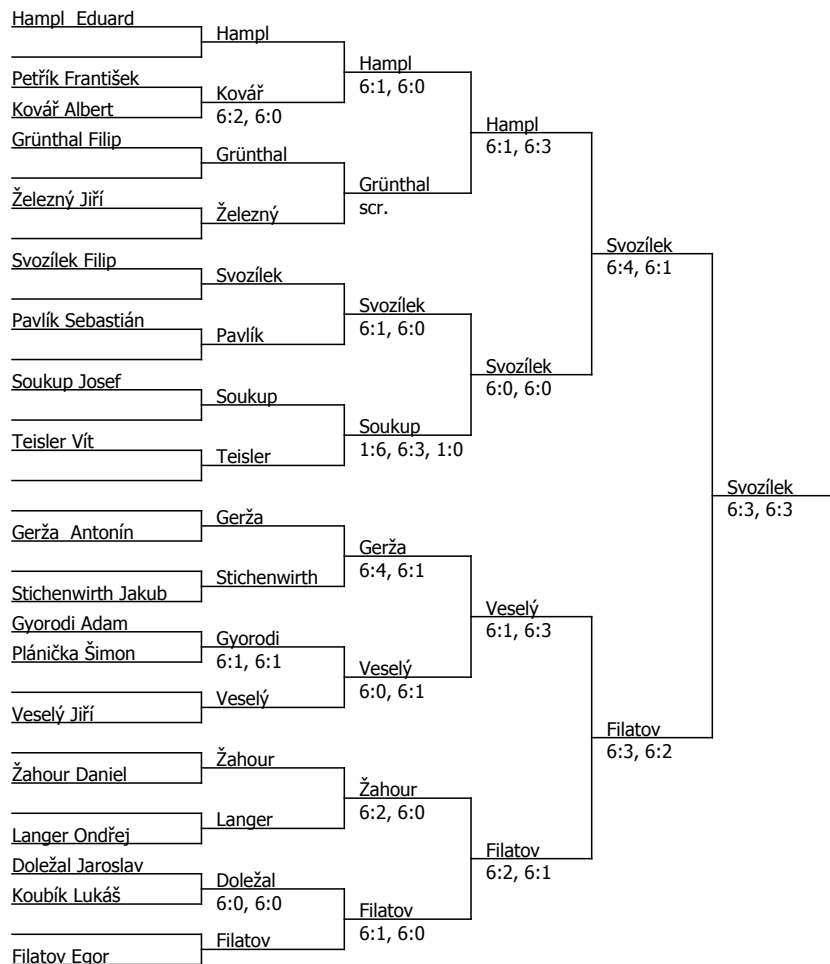 Hampl  Eduard
Petřík František
Kovář Albert
Grünthal Filip
Železný Jiří
Svozílek Filip
Pavlík Sebastián
Soukup Josef
Teisler Vít
Gerža  Antonín
Stichenwirth Jakub
Gyorodi Adam
Plánička Šimon
Veselý Jiří
Žahour Daniel
Langer Ondřej
Doležal Jaroslav
Koubík Lukáš
Filatov Egor
Hampl
Kovář
6:2, 6:0
Grünthal
Železný
Svozílek
Pavlík
Soukup
Teisler
Gerža
Stichenwirth
Gyorodi
6:1, 6:1
Veselý
Žahour
Langer
Doležal
6:0, 6:0
Filatov
Hampl
6:1, 6:0
Grünthal
scr.
Svozílek
6:1, 6:0
Soukup
1:6, 6:3, 1:0
Gerža
6:4, 6:1
Veselý
6:0, 6:1
Žahour
6:2, 6:0
Filatov
6:1, 6:0
Hampl
6:1, 6:3
Svozílek
6:0, 6:0
Veselý
6:1, 6:3
Filatov
6:2, 6:1
Svozílek
6:4, 6:1
Filatov
6:3, 6:2
Svozílek
6:3, 6:3